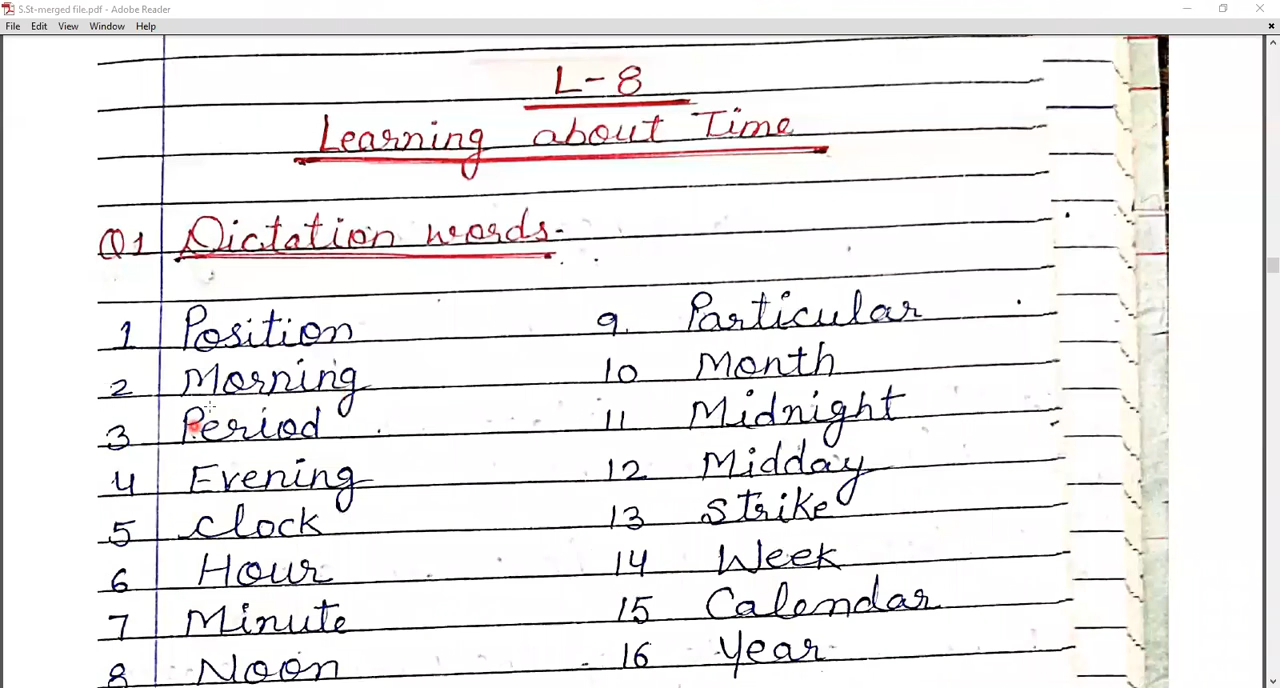 S.St-merged file.pdf - Adobe Reader
File Edit View Window Help
L-8
Learning about Time
Q1 Dictation words-
1 Position
2 Morning
3 Period
4 Evening
5 Clock
6 Hour
7 Minute
8 Noon
9. Particular
10 Month
11 Midnight
12 Midday
13 Strike
14 Week
15 Calendar
16 Year